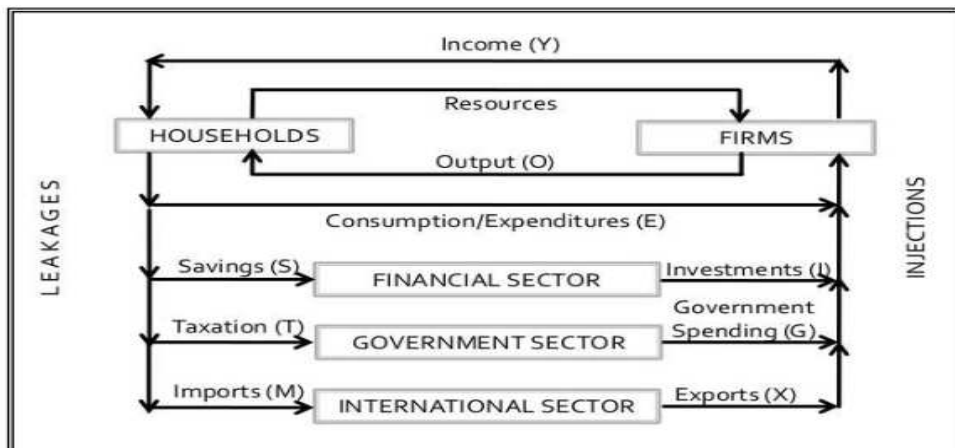 Income (Y)
Resources
HOUSEHOLDS
FIRMS
Output (O)
Consumption/Expenditures (E)
LEAKAGES
INJECTIONS
Savings (S)
FINANCIAL SECTOR
Investments (I)
Taxation (T)
GOVERNMENT SECTOR
Government
Spending (G)
Imports (M)
INTERNATIONAL SECTOR
Exports (X)